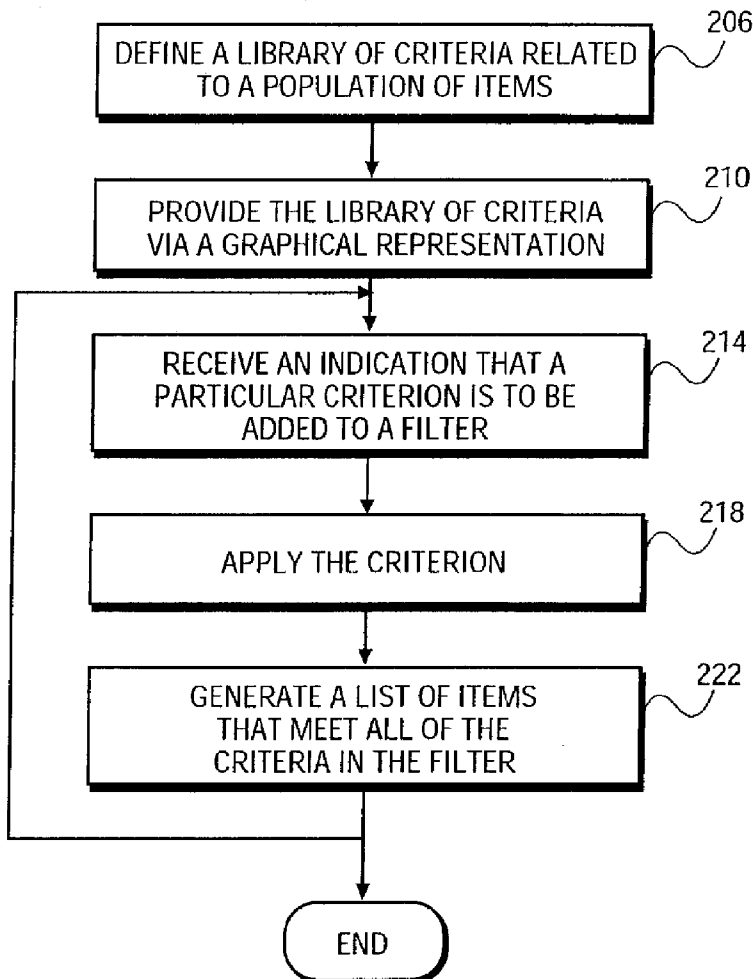 206
DEFINE A LIBRARY OF CRITERIA RELATED
TO A POPULATION OF ITEMS
210
PROVIDE THE LIBRARY OF CRITERIA
VIA A GRAPHICAL REPRESENTATION
214
RECEIVE AN INDICATION THAT A
PARTICULAR CRITERION IS TO BE
ADDED TO A FILTER
218
APPLY THE CRITERION
222
GENERATE A LIST OF ITEMS
THAT MEET ALL OF THE
CRITERIA IN THE FILTER
END